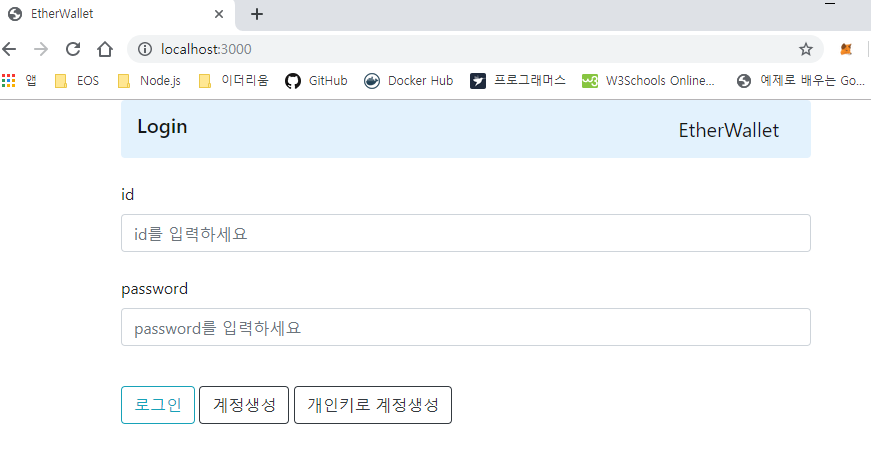 EtherWallet
localhost:3000
앱 EOS Node.js 이더리움 GitHub Docker Hub 프로그래머스 W3Schools Online... 예제로 배우는 Go...
Login EtherWallet
id
id를 입력하세요
password
password를 입력하세요
로그인 계정생성 개인키로 계정생성